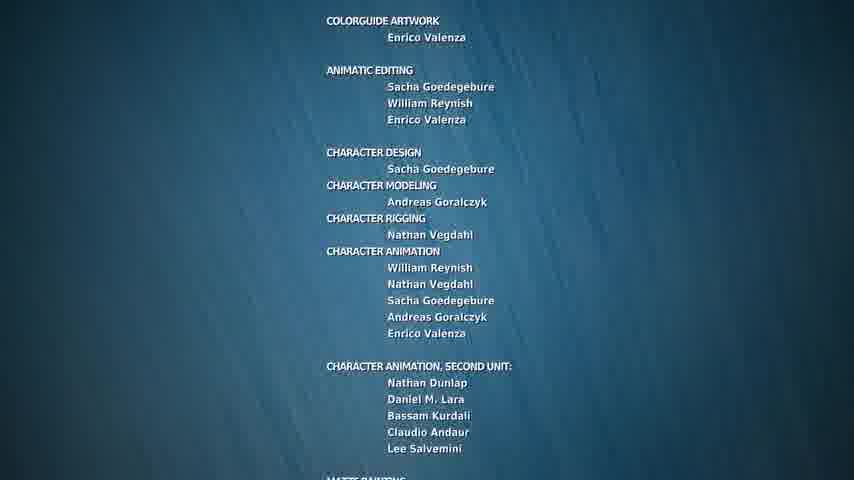 COLORGUIDE ARTWORK
Enrico Valenza
ANIMATIC EDITING
Sacha Goedegebure
William Reynish
Enrico Valenza
CHARACTER DESIGN
Sacha Goedegebure
CHARACTER MODELING
Andreas Goralczyk
CHARACTER RIGGING
Nathan Vegdahl
CHARACTER ANIMATION
William Reynish
Nathan Vegdahl
Sacha Goedegebure
Andreas Goralczyk
Enrico Valenza
CHARACTER ANIMATION, SECOND UNIT:
Nathan Dunlap
Daniel M. Lara
Bassam Kurdali
Claudio Andaur
Lee Salvemini
MATTE PAINTING